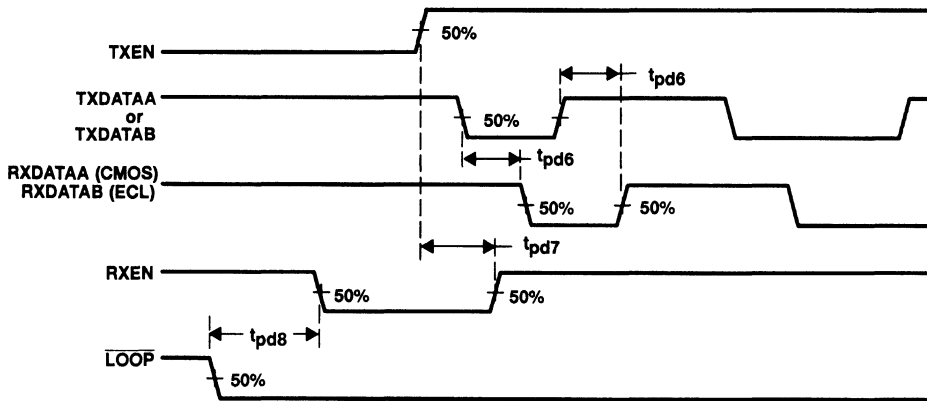 50%
TXEN
tpd6
TXDATAA
or
TXDATAB
50%
tpd6
RXDATAA (CMOS)
RXDATAB (ECL)
50%
50%
tpd7
RXEN
50%
50%
tpd8
LOOP
50%